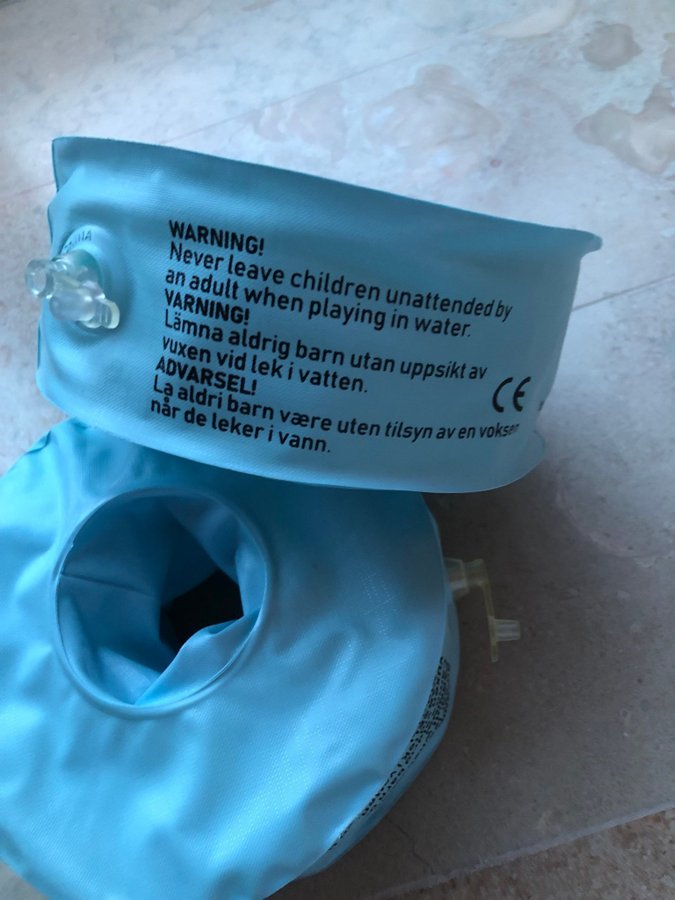 WARNING!
Never leave children unattended by
an adult when playing in water.
VARNING!
Lämna aldrig barn utan uppsikt av
vuxen vid lek i vatten.
ADVARSEL!
La aldri barn være uten tilsyn av en voksen
når de leker i vann.
CE